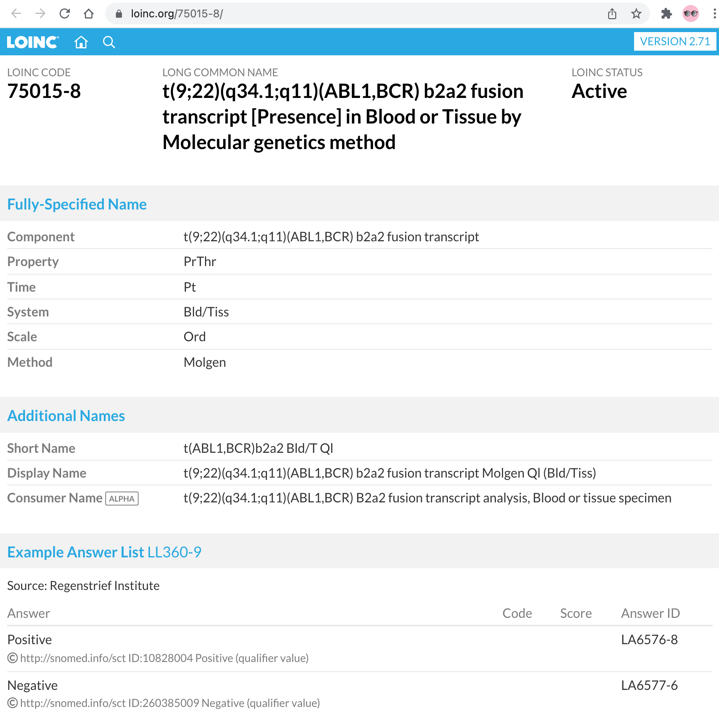 loinc.org/75015-8/
LOINC
VERSION 2.71
LOINC CODE
75015-8
LONG COMMON NAME
t(9;22)(q34.1;q11)(ABL1,BCR) b2a2 fusion
transcript [Presence] in Blood or Tissue by
Molecular genetics method
LOINC STATUS
Active
Fully-Specified Name
Component t(9;22)(q34.1;q11)(ABL1,BCR) b2a2 fusion transcript
Property PrThr
Time Pt
System Bld/Tiss
Scale Ord
Method Molgen
Additional Names
Short Name t(ABL1,BCR)b2a2 Bld/T Ql
Display Name t(9;22)(q34.1;q11)(ABL1,BCR) b2a2 fusion transcript Molgen Ql (Bld/Tiss)
Consumer Name ALPHA t(9;22)(q34.1;q11)(ABL1,BCR) B2a2 fusion transcript analysis, Blood or tissue specimen
Example Answer List LL360-9
Source: Regenstrief Institute
Answer Code Score Answer ID
Positive LA6576-8
© http://snomed.info/sct ID:10828004 Positive (qualifier value)
Negative LA6577-6
© http://snomed.info/sct ID:260385009 Negative (qualifier value)